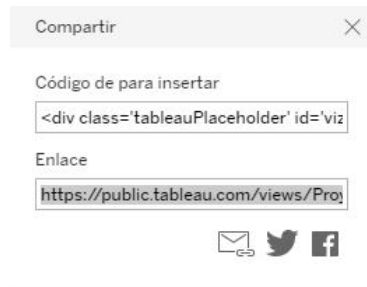 Compartir
Código de para insertar
<div class='tableauPlaceholder' id='viz
Enlace
https://public.tableau.com/views/Proy